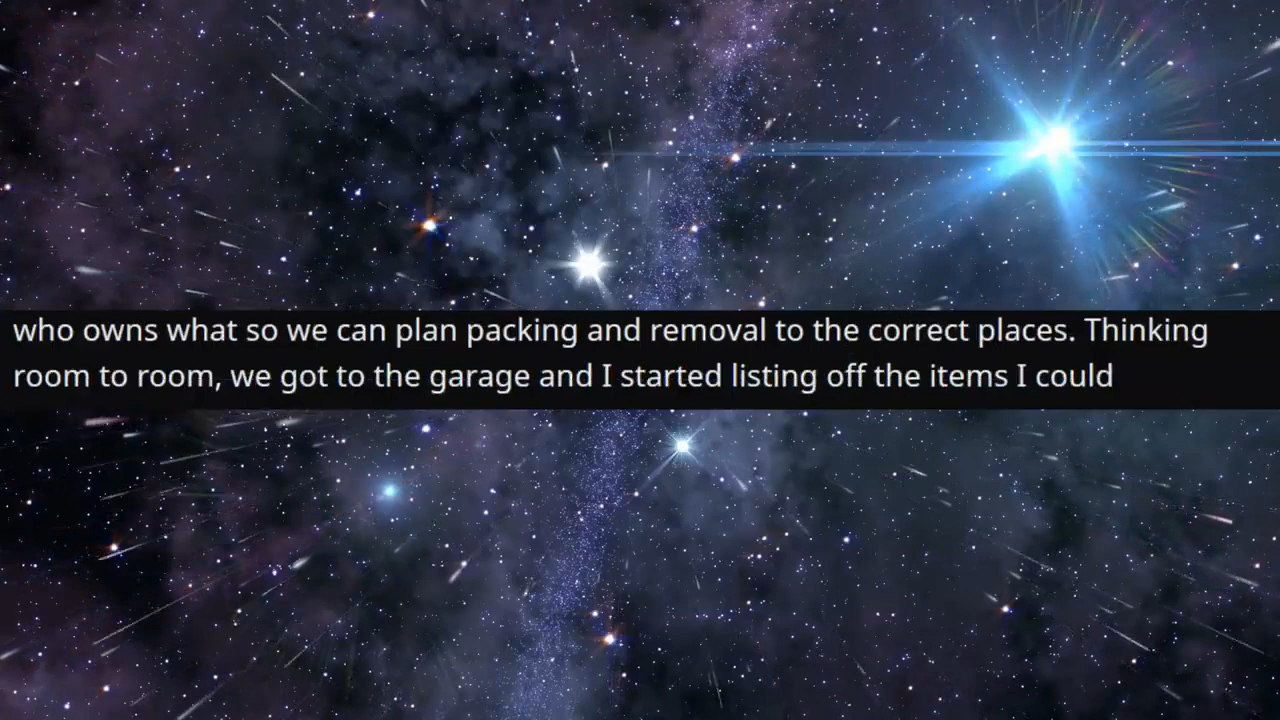 who owns what so we can plan packing and removal to the correct places. Thinking
room to room, we got to the garage and I started listing off the items I could